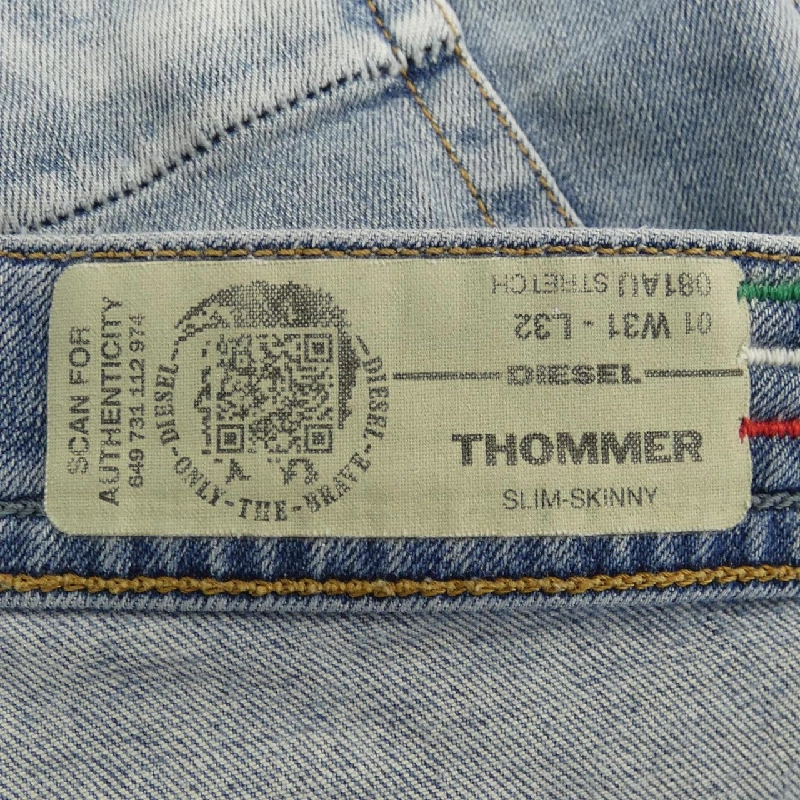 SCAN FOR
AUTHENTICITY
649 731 112 974
DIESEL-ONLY-THE-BRAVE-DIESEL
081AU STRETCH
01 W31 - L32
DIESEL
THOMMER
SLIM-SKINNY